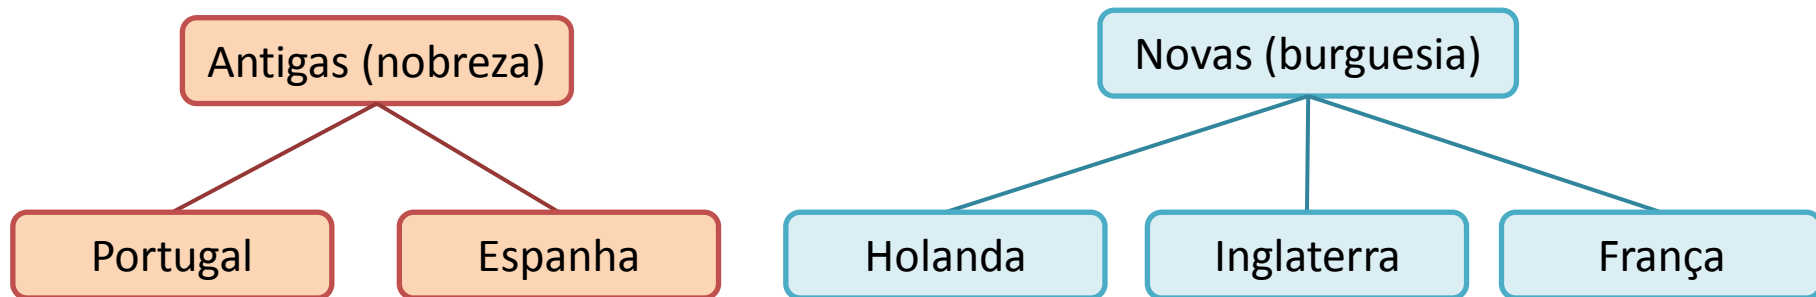 Antigas (nobreza)
Novas (burguesia)
Portugal
Espanha
Holanda
Inglaterra
França